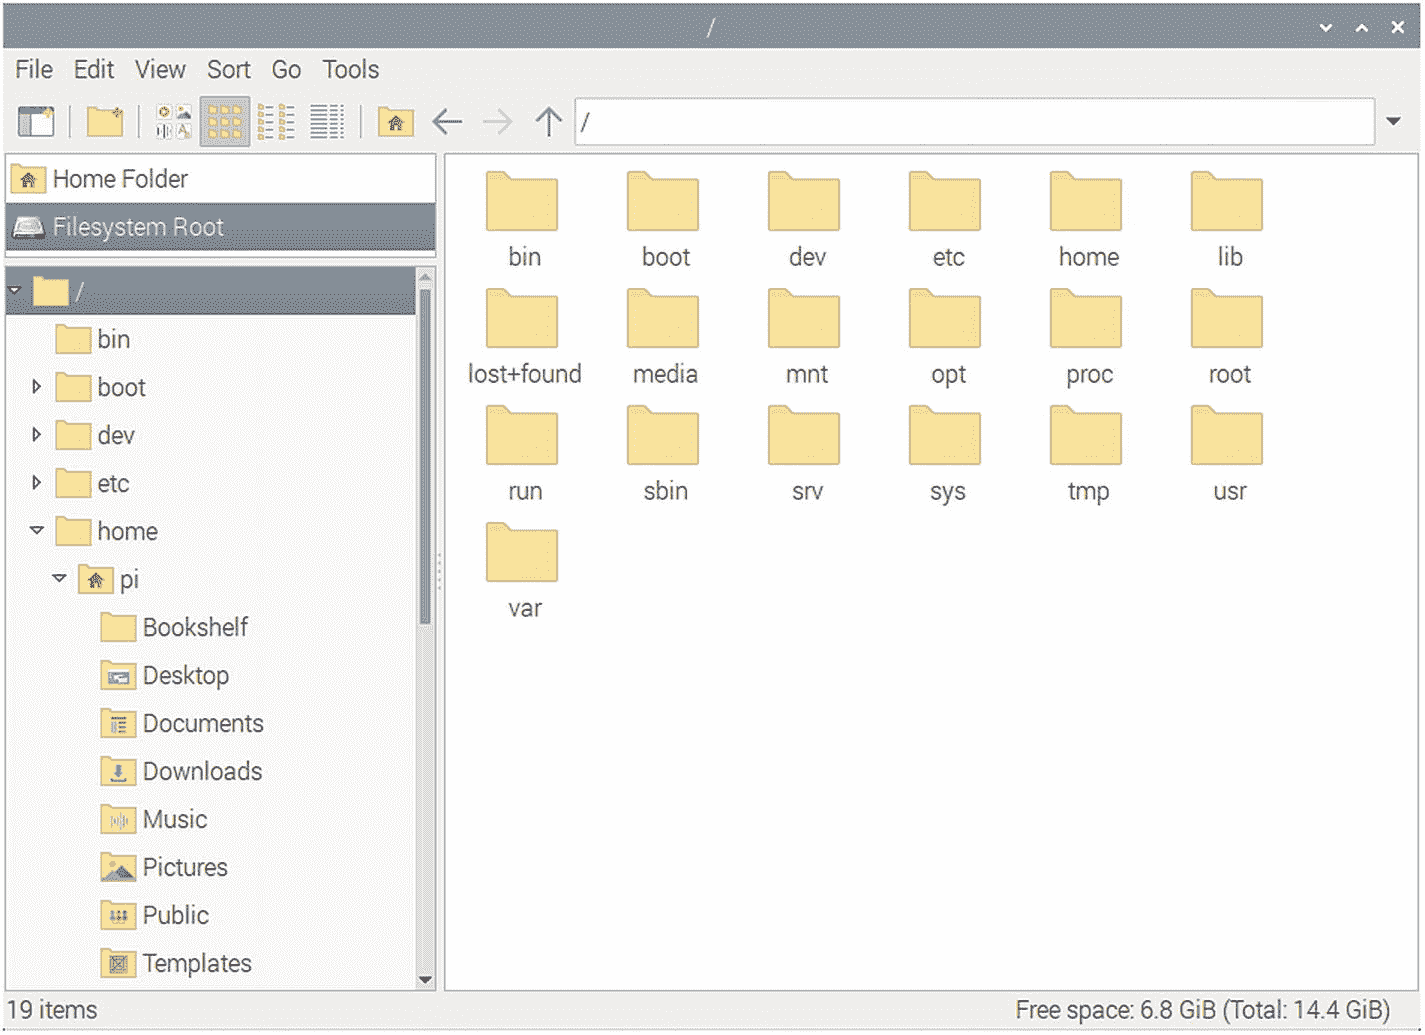 /
File Edit View Sort Go Tools
/
Home Folder
Filesystem Root
/
bin
boot
dev
etc
home
pi
Bookshelf
Desktop
Documents
Downloads
Music
Pictures
Public
Templates
bin boot dev etc home lib
lost+found media mnt opt proc root
run sbin srv sys tmp usr
var
19 items
Free space: 6.8 GiB (Total: 14.4 GiB)